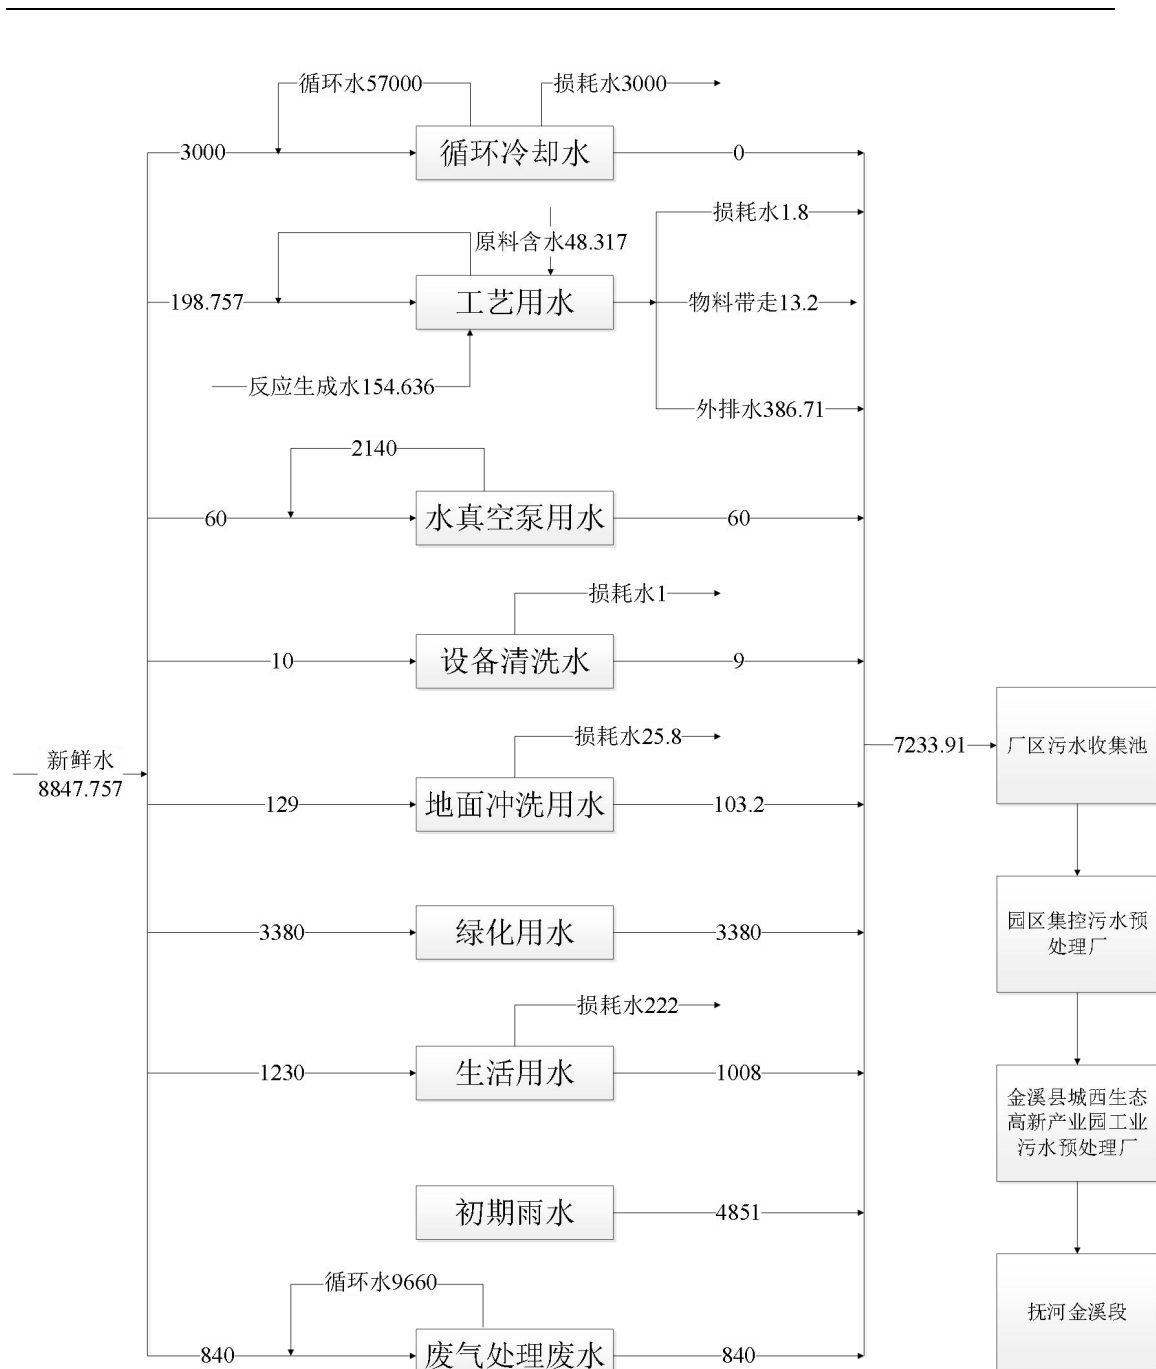 循环水57000
损耗水3000
3000
循环冷却水
0
损耗水1.8
原料含水48.317
198.757
工艺用水
物料带走13.2
反应生成水154.636
外排水386.71
2140
60
水真空泵用水
60
损耗水1
10
设备清洗水
9
损耗水25.8
新鲜水
8847.757
7233.91
厂区污水收集池
129
地面冲洗用水
103.2
3380
绿化用水
3380
园区集控污水预
处理厂
损耗水222
1230
生活用水
1008
金溪县城西生态
高新产业园工业
污水预处理厂
初期雨水
4851
循环水9660
抚河金溪段
840
废气处理废水
840